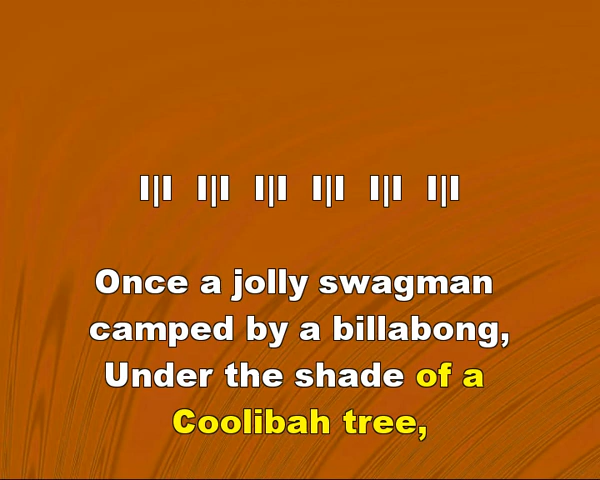 I|I I|I I|I I|I I|I I|I
Once a jolly swagman
camped by a billabong,
Under the shade of a
Coolibah tree,